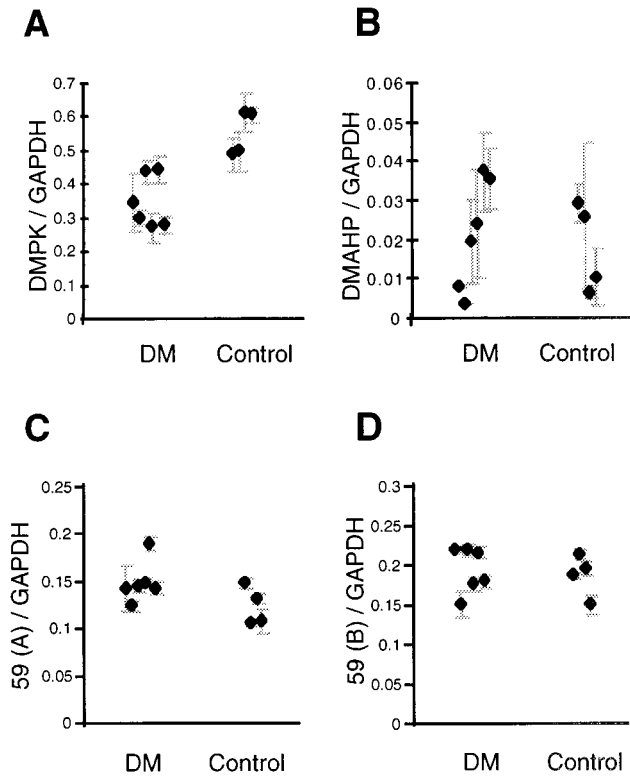 A
DMPK / GAPDH
0.7
0.6
0.5
0.4
0.3
0.2
0.1
0
DM Control
B
DMAHP / GAPDH
0.06
0.05
0.04
0.03
0.02
0.01
0
DM Control
C
59 (A) / GAPDH
0.25
0.2
0.15
0.1
0.05
0
DM Control
D
59 (B) / GAPDH
0.3
0.25
0.2
0.15
0.1
0.05
0
DM Control